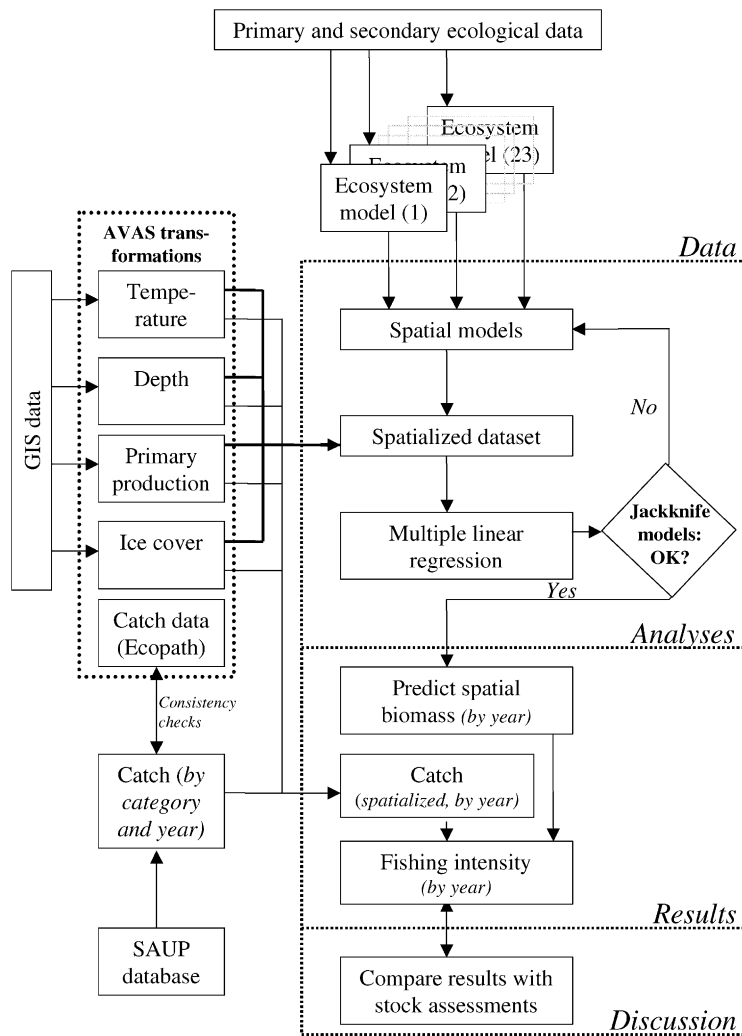 Primary and secondary ecological data
Ecosystem
el (23)
Ecosystem
2)
Ecosystem
model (1)
Data
AVAS trans-
formations
GIS data
Tempe-
rature
Depth
Primary
production
Ice cover
Catch data
(Ecopath)
Consistency
checks
Catch (by
category
and year)
SAUP
database
Spatial models
Spatialized dataset
Multiple linear
regression
No
Jackknife
models:
OK?
Yes
Analyses
Predict spatial
biomass (by year)
Catch
(spatialized, by year)
Fishing intensity
(by year)
Results
Compare results with
stock assessments
Discussion